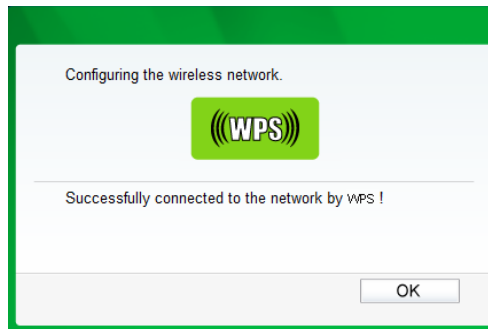 Configuring the wireless network.
(((WPS)))
Successfully connected to the network by WPS !
OK